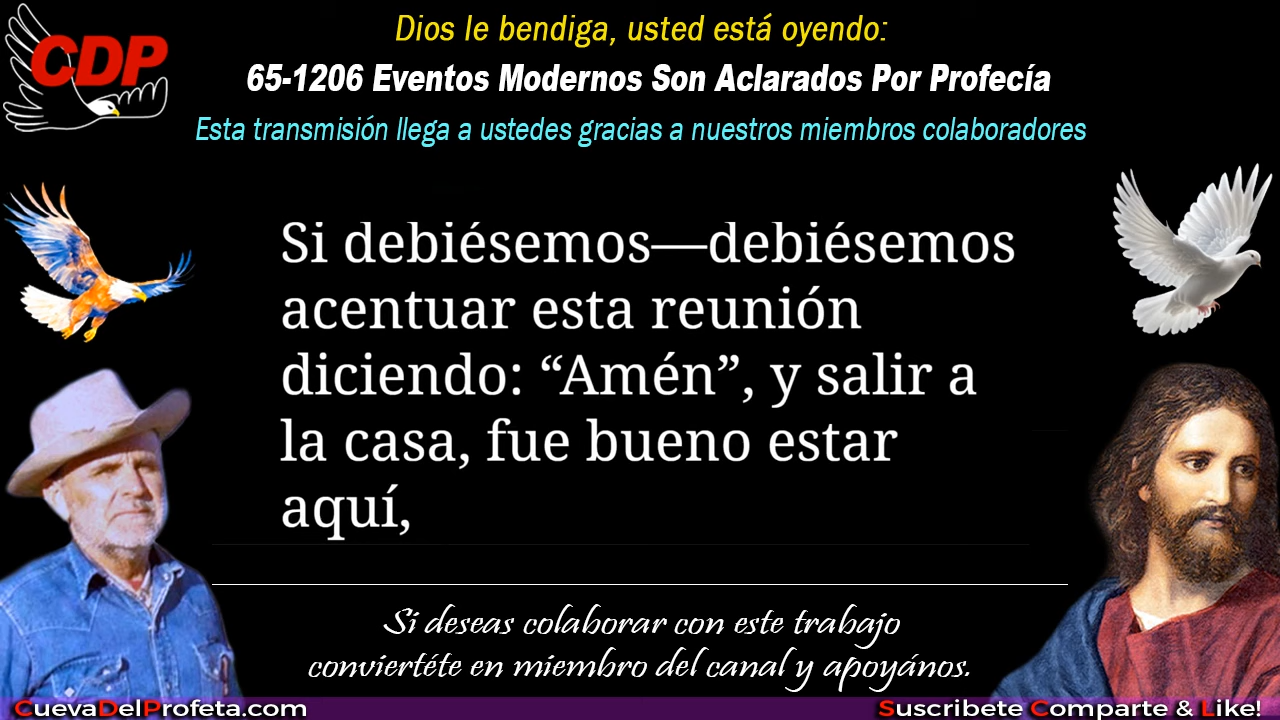 CDP
Dios le bendiga, usted está oyendo:
65-1206 Eventos Modernos Son Aclarados Por Profecía
Esta transmisión llega a ustedes gracias a nuestros miembros colaboradores
Si debiésemos—debiésemos
acentuar esta reunión
diciendo: “Amén”, y salir a
la casa, fue bueno estar
aquí,
Si deseas colaborar con este trabajo
conviertéte en miembro del canal y apoyános.
CuevaDelProfeta.com
Suscribete Comparte & Like!